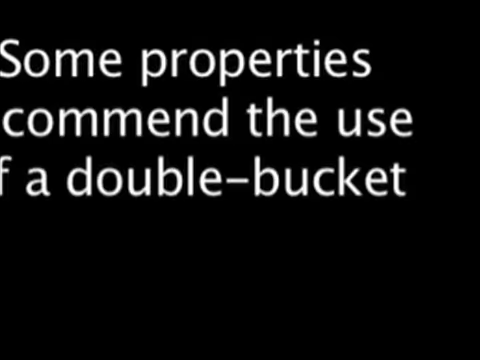 Some properties
commend the use
f a double-bucket